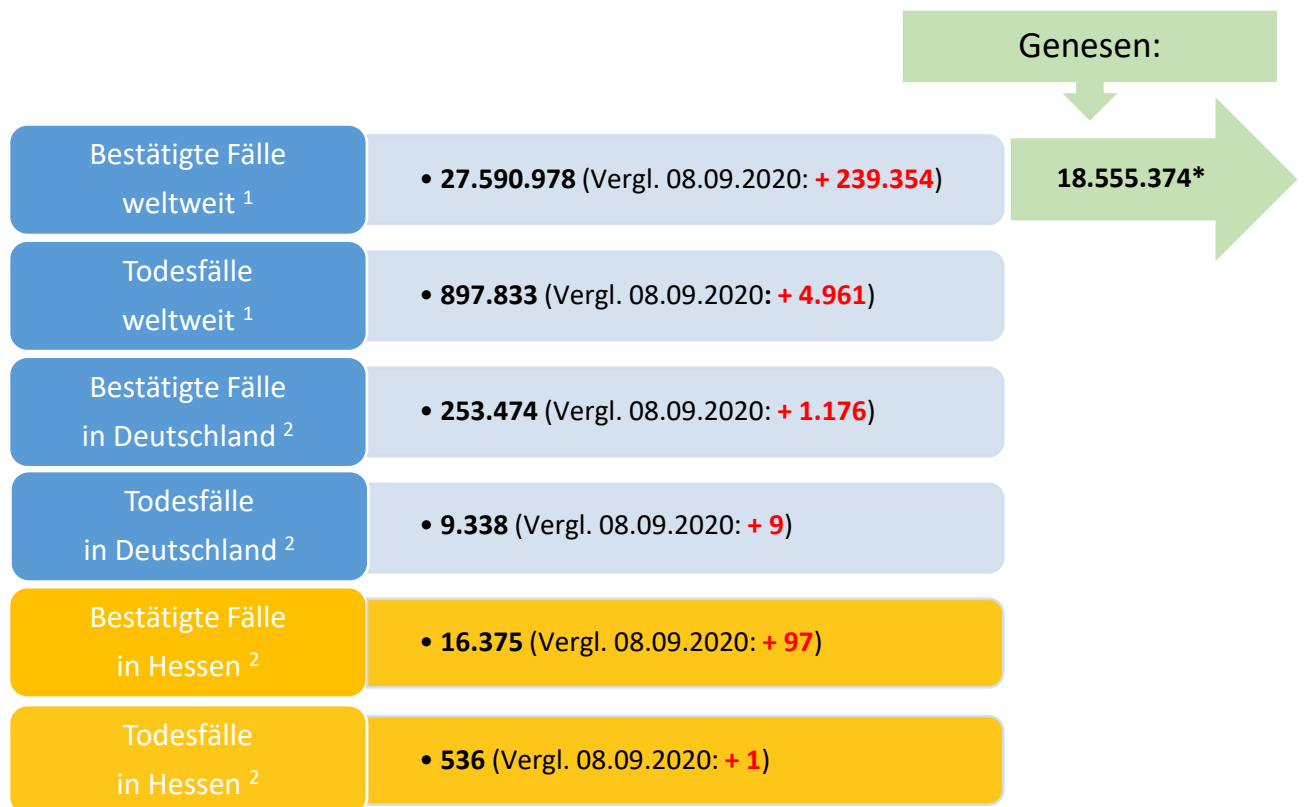 Genesen:
Bestätigte Fälle
weltweit ¹
• 27.590.978 (Vergl. 08.09.2020: + 239.354)
18.555.374*
Todesfälle
weltweit ¹
• 897.833 (Vergl. 08.09.2020: + 4.961)
Bestätigte Fälle
in Deutschland ²
• 253.474 (Vergl. 08.09.2020: + 1.176)
Todesfälle
in Deutschland ²
• 9.338 (Vergl. 08.09.2020: + 9)
Bestätigte Fälle
in Hessen ²
• 16.375 (Vergl. 08.09.2020: + 97)
Todesfälle
in Hessen ²
• 536 (Vergl. 08.09.2020: + 1)